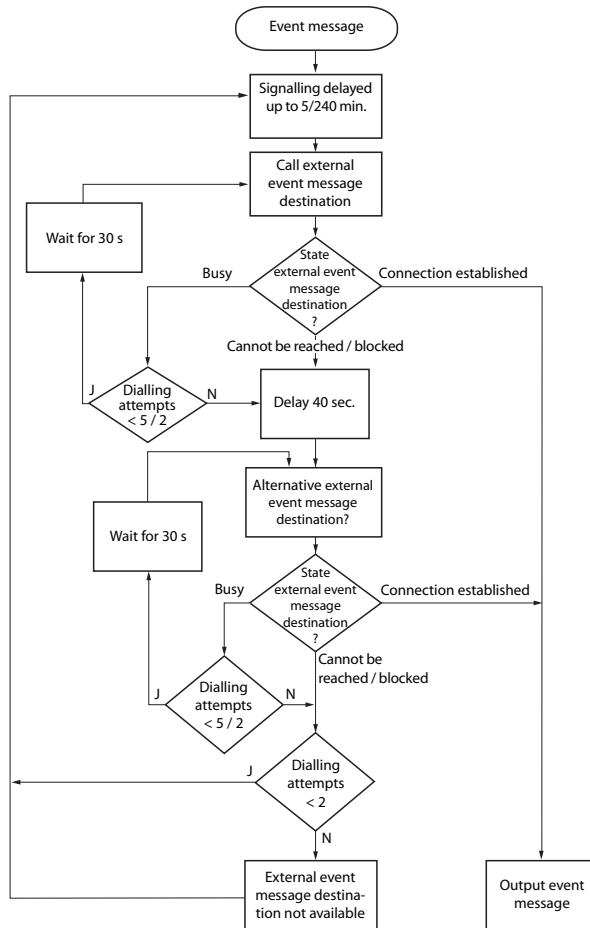 Event message
Signalling delayed
up to 5/240 min.
Call external
event message
destination
Wait for 30 s
State
external event
message
destination
?
Busy
Connection established
Cannot be reached / blocked
J
Dialling
attempts
< 5 / 2
N
Delay 40 sec.
Alternative external
event message
destination?
Wait for 30 s
State
external event
message
destination
?
Busy
Connection established
Cannot be
reached / blocked
J
Dialling
attempts
< 5 / 2
N
J
Dialling
attempts
< 2
N
External event
message destina-
tion not available
Output event
message